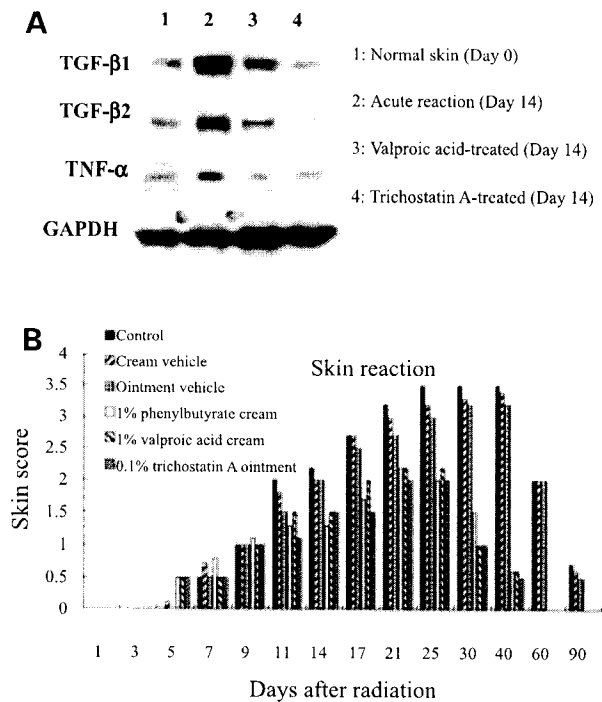 A
1 2 3 4
TGF-β1
TGF-β2
TNF-α
GAPDH
1: Normal skin (Day 0)
2: Acute reaction (Day 14)
3: Valproic acid-treated (Day 14)
4: Trichostatin A-treated (Day 14)
B
Skin reaction
Control
Cream vehicle
Ointment vehicle
1% phenylbutyrate cream
1% valproic acid cream
0.1% trichostatin A ointment
Skin score
4
3.5
3
2.5
2
1.5
1
0.5
0
1 3 5 7 9 11 14 17 21 25 30 40 60 90
Days after radiation